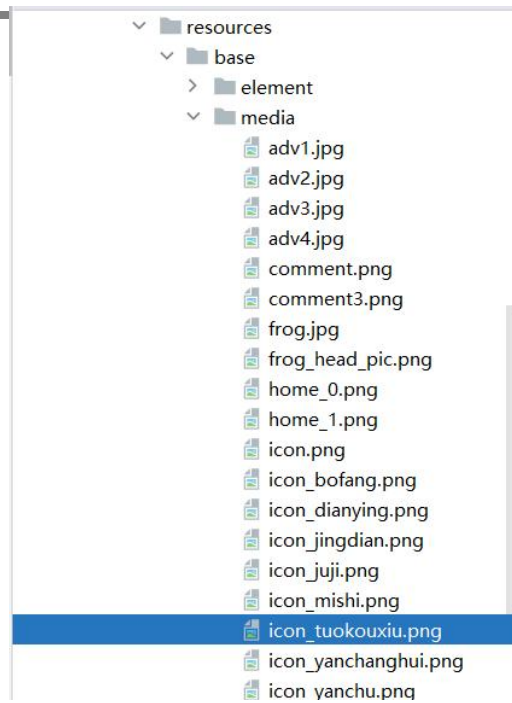 resources
base
element
media
adv1.jpg
adv2.jpg
adv3.jpg
adv4.jpg
comment.png
comment3.png
frog.jpg
frog_head_pic.png
home_0.png
home_1.png
icon.png
icon_bofang.png
icon_dianying.png
icon_jingdian.png
icon_juji.png
icon_mishi.png
icon_tuokouxiu.png
icon_yanchanghui.png
icon_yanchu.png